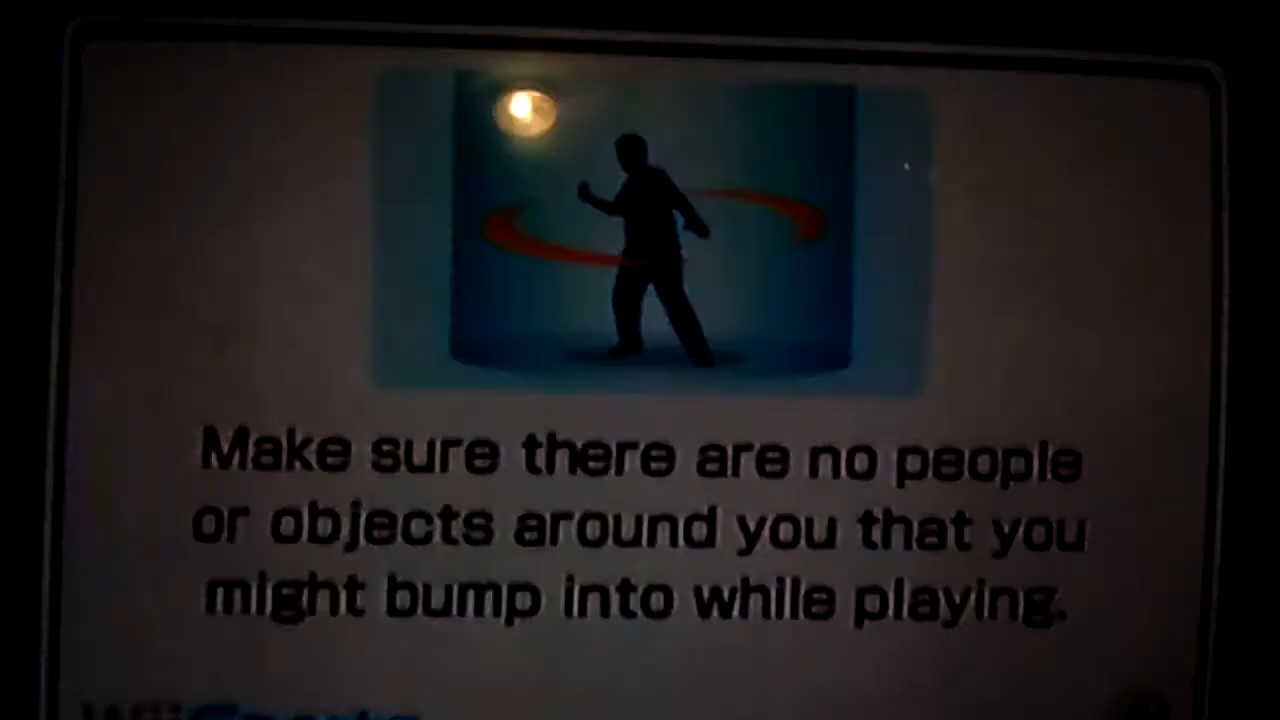 Make sure there are no people
or objects around you that you
might bump into while playing.